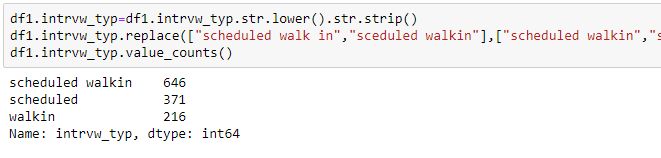 df1.intrvw_typ=df1.intrvw_typ.str.lower().str.strip()
df1.intrvw_typ.replace(["scheduled walk in","sceduled walkin"],["scheduled walkin","s
df1.intrvw_typ.value_counts()
scheduled walkin    646
scheduled           371
walkin              216
Name: intrvw_typ, dtype: int64